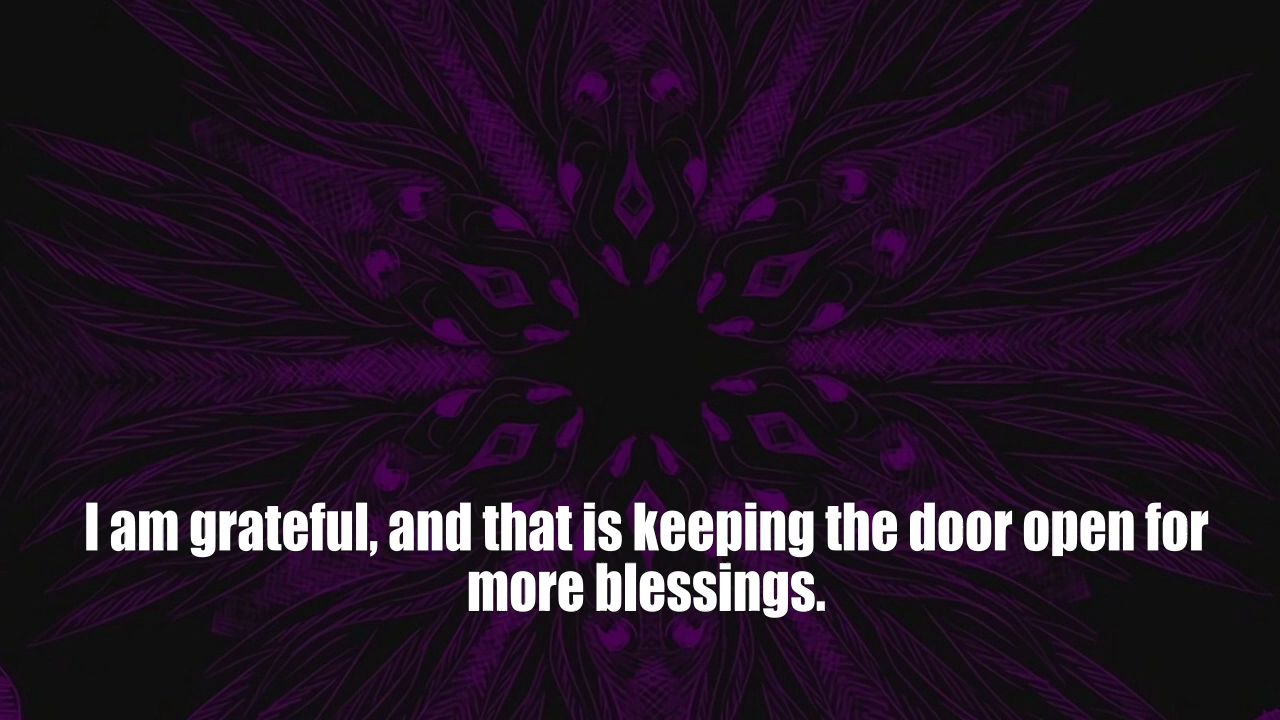 I am grateful, and that is keeping the door open for
more blessings.